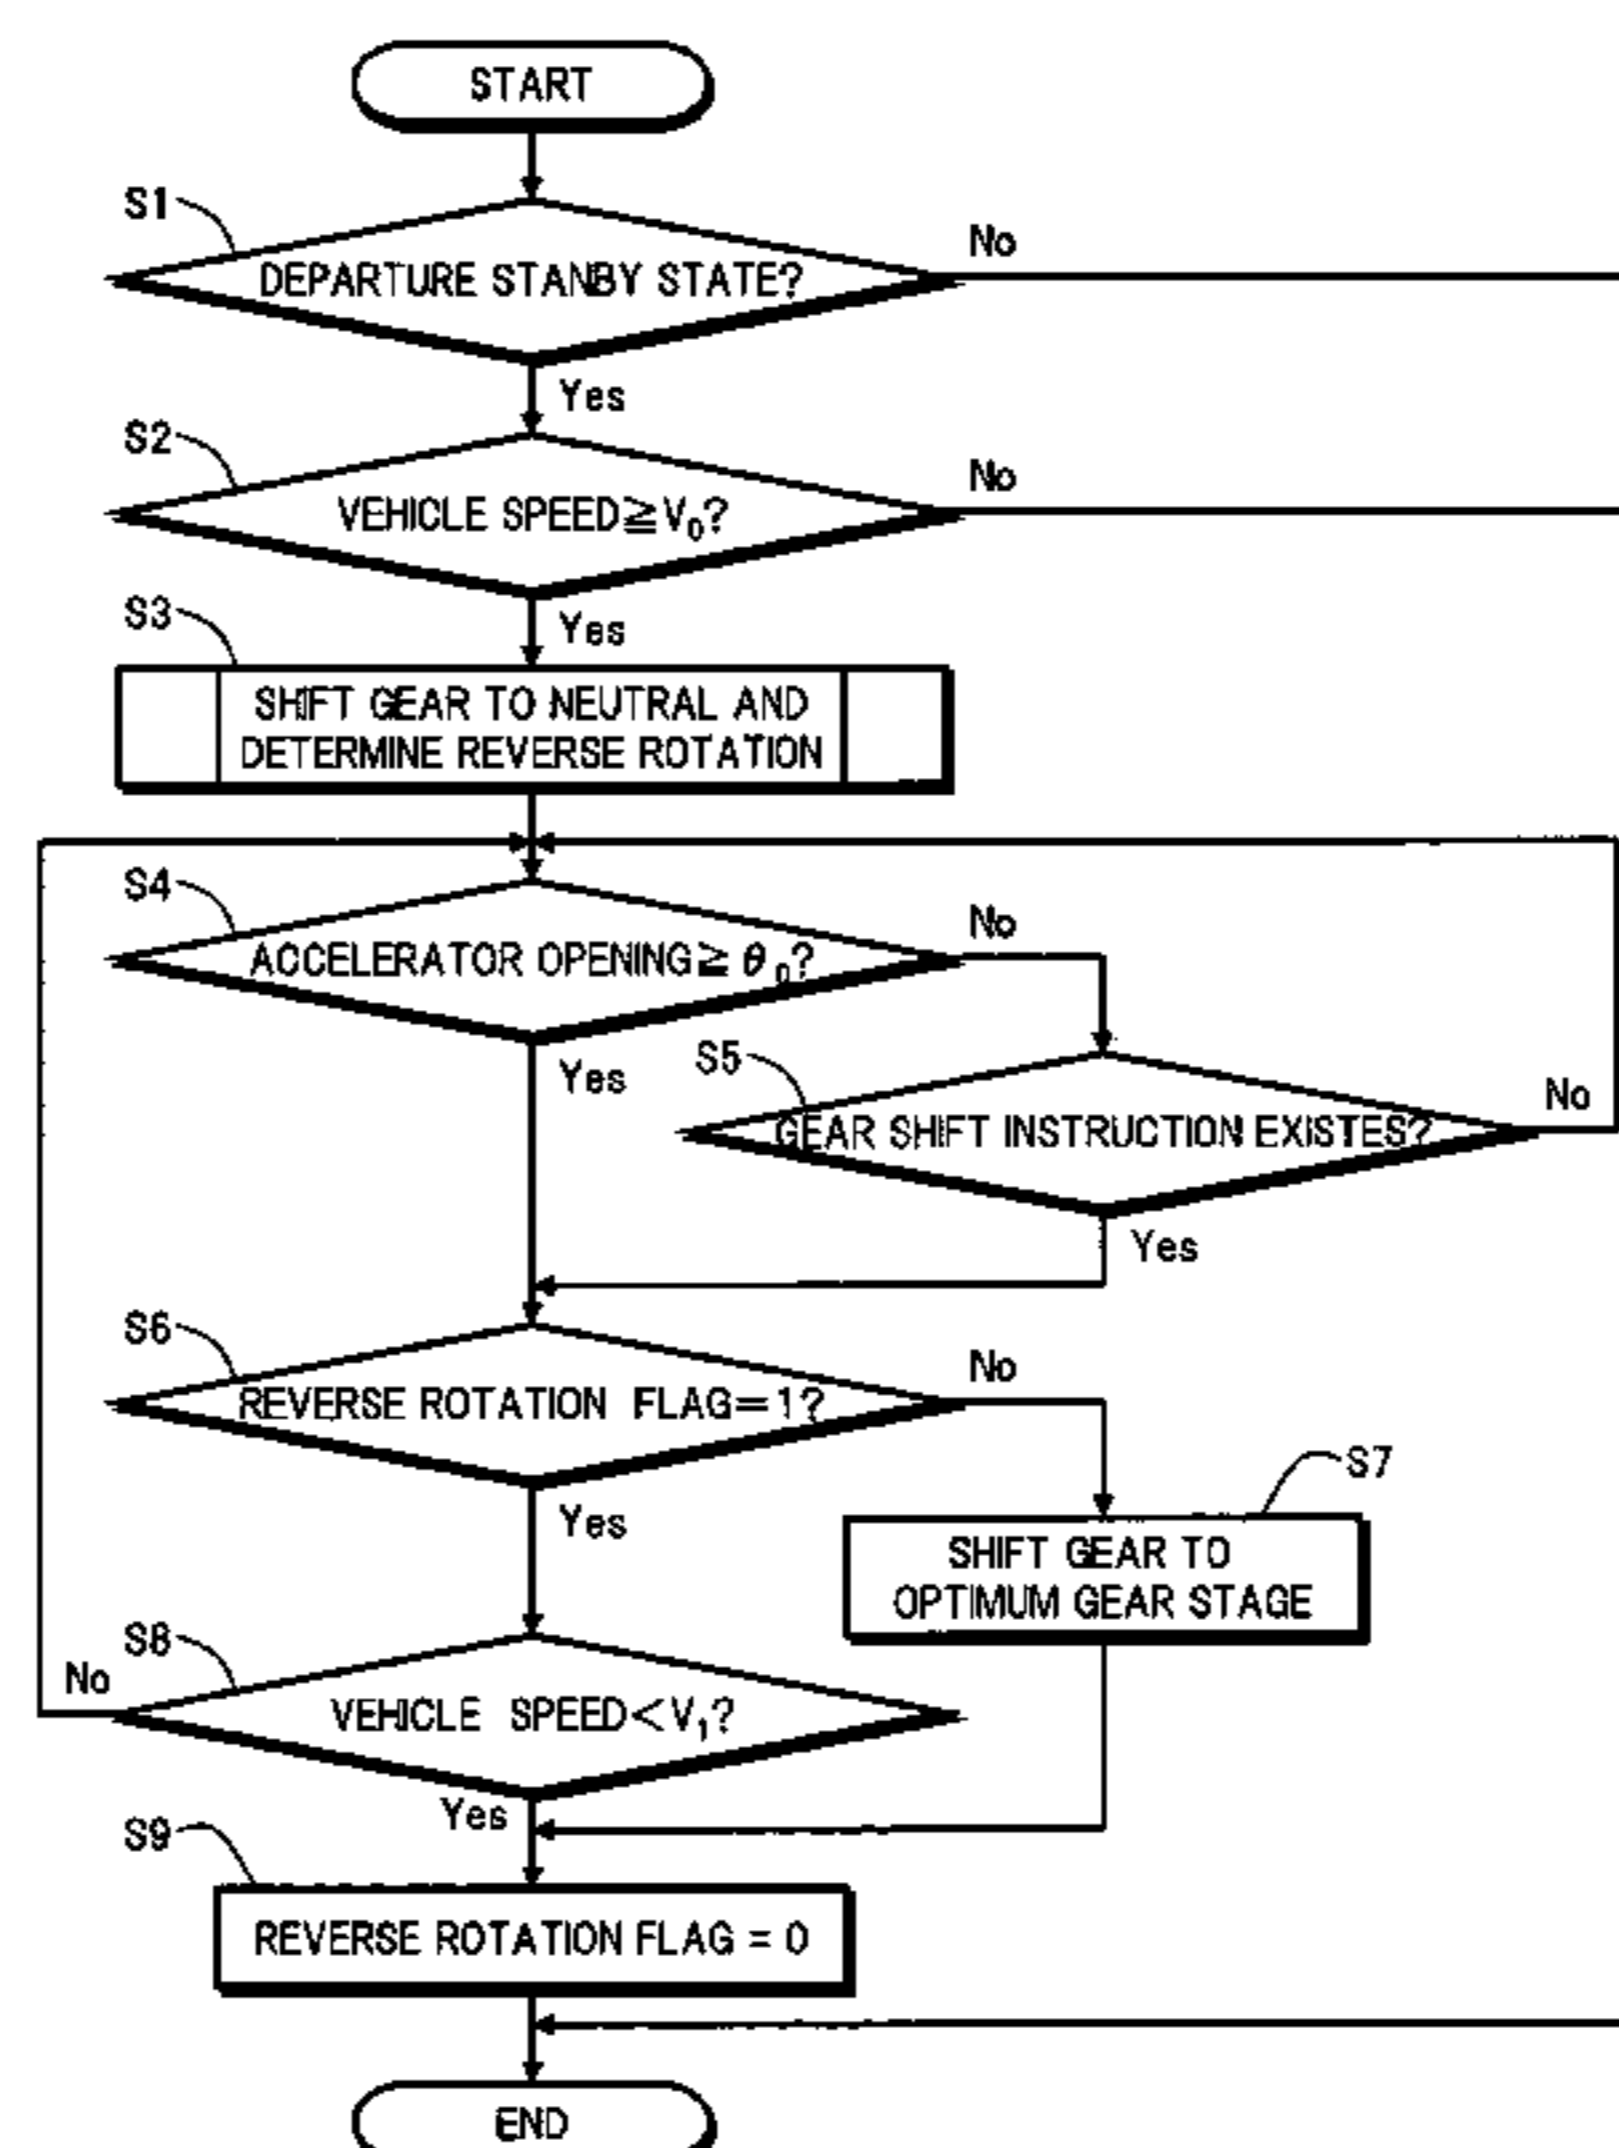 START
S1
DEPARTURE STANBY STATE?
No
Yes
S2
VEHICLE SPEED≧V₀?
No
Yes
S3
SHIFT GEAR TO NEUTRAL AND
DETERMINE REVERSE ROTATION
S4
ACCELERATOR OPENING≧θ₀?
No
Yes
S5
GEAR SHIFT INSTRUCTION EXISTES?
No
Yes
S6
REVERSE ROTATION FLAG=1?
No
Yes
S7
SHIFT GEAR TO
OPTIMUM GEAR STAGE
S8
No
VEHICLE SPEED<V₁?
Yes
S9
REVERSE ROTATION FLAG = 0
END